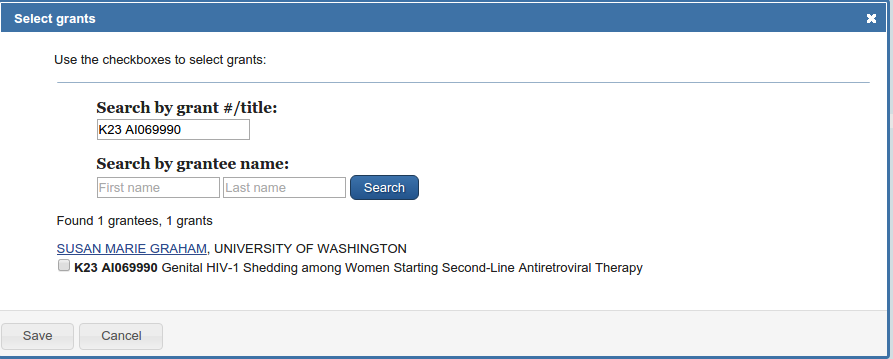 Select grants
Use the checkboxes to select grants:
Search by grant #/title:
K23 AI069990
Search by grantee name:
First name Last name Search
Found 1 grantees, 1 grants
SUSAN MARIE GRAHAM, UNIVERSITY OF WASHINGTON
K23 AI069990 Genital HIV-1 Shedding among Women Starting Second-Line Antiretroviral Therapy
Save Cancel